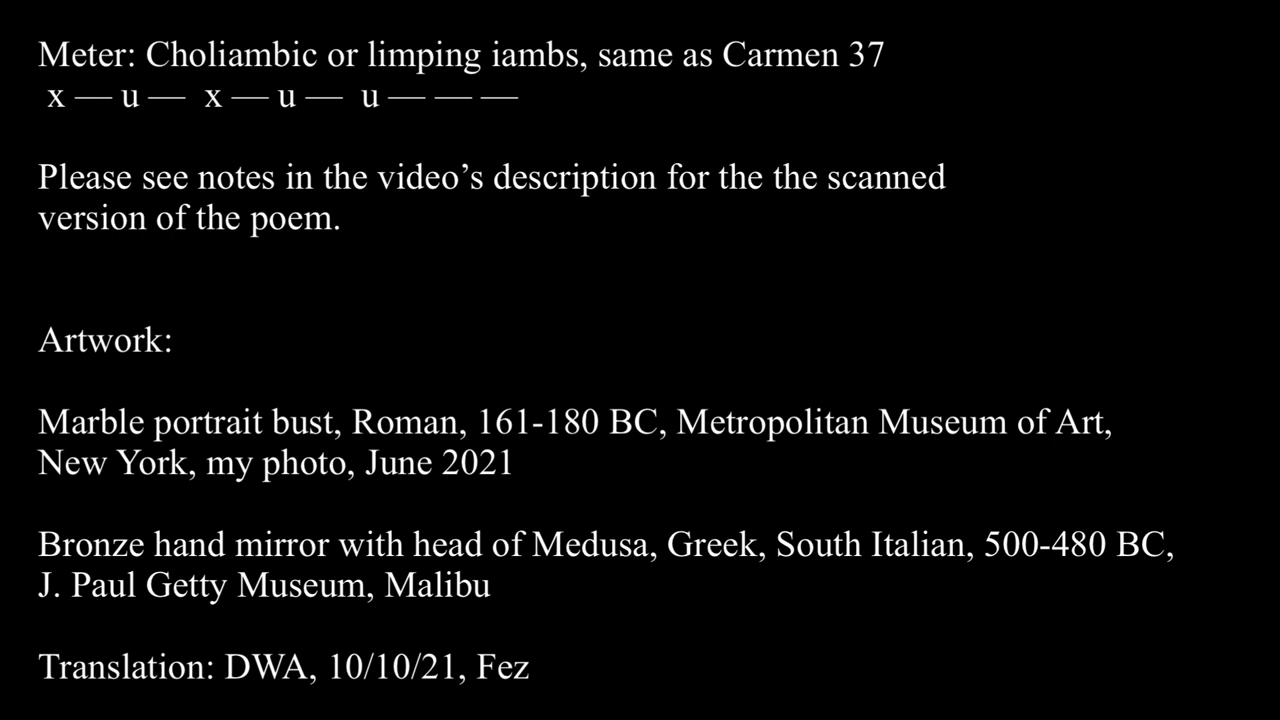 Meter: Choliambic or limping iambs, same as Carmen 37
x — u — x — u — u — — —
Please see notes in the video’s description for the the scanned
version of the poem.
Artwork:
Marble portrait bust, Roman, 161-180 BC, Metropolitan Museum of Art,
New York, my photo, June 2021
Bronze hand mirror with head of Medusa, Greek, South Italian, 500-480 BC,
J. Paul Getty Museum, Malibu
Translation: DWA, 10/10/21, Fez